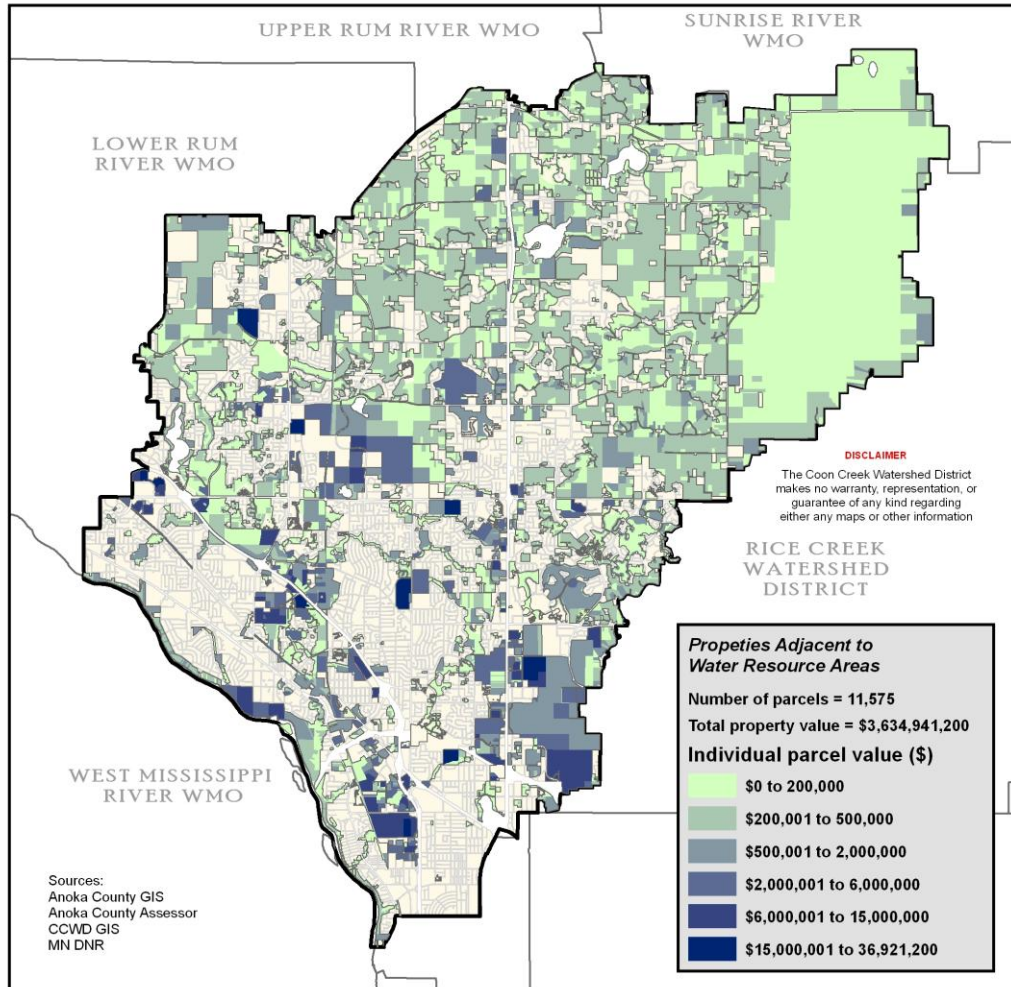 UPPER RUM RIVER WMO
SUNRISE RIVER
WMO
LOWER RUM
RIVER WMO
DISCLAIMER
The Coon Creek Watershed District
makes no warranty, representation, or
guarantee of any kind regarding
either any maps or other information
RICE CREEK
WATERSHED
DISTRICT
WEST MISSISSIPPI
RIVER WMO
Sources:
Anoka County GIS
Anoka County Assessor
CCWD GIS
MN DNR
Propeties Adjacent to
Water Resource Areas
Number of parcels = 11,575
Total property value = $3,634,941,200
Individual parcel value ($)
$0 to 200,000
$200,001 to 500,000
$500,001 to 2,000,000
$2,000,001 to 6,000,000
$6,000,001 to 15,000,000
$15,000,001 to 36,921,200